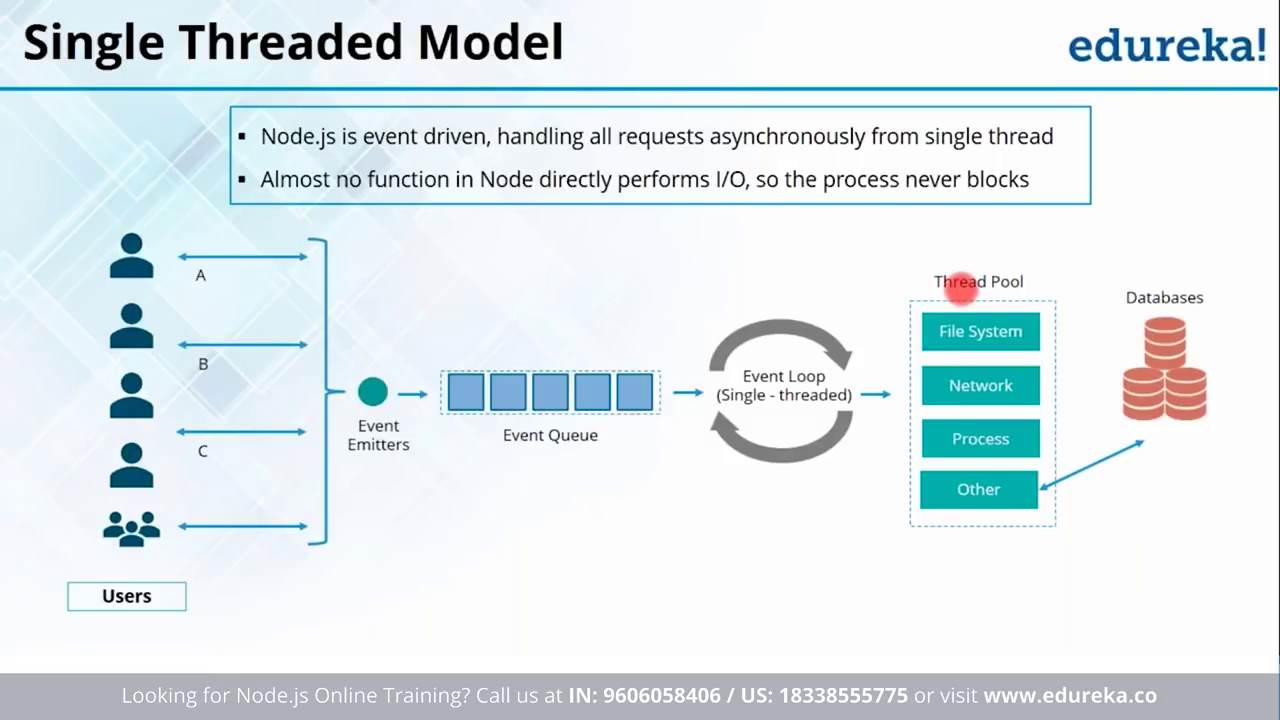 Single Threaded Model
edureka!
▪ Node.js is event driven, handling all requests asynchronously from single thread
▪ Almost no function in Node directly performs I/O, so the process never blocks
A
B
C
Users
Event
Emitters
Event Queue
Event Loop
(Single - threaded)
Thread Pool
File System
Network
Process
Other
Databases
Looking for Node.js Online Training? Call us at IN: 9606058406 / US: 18338555775 or visit www.edureka.co